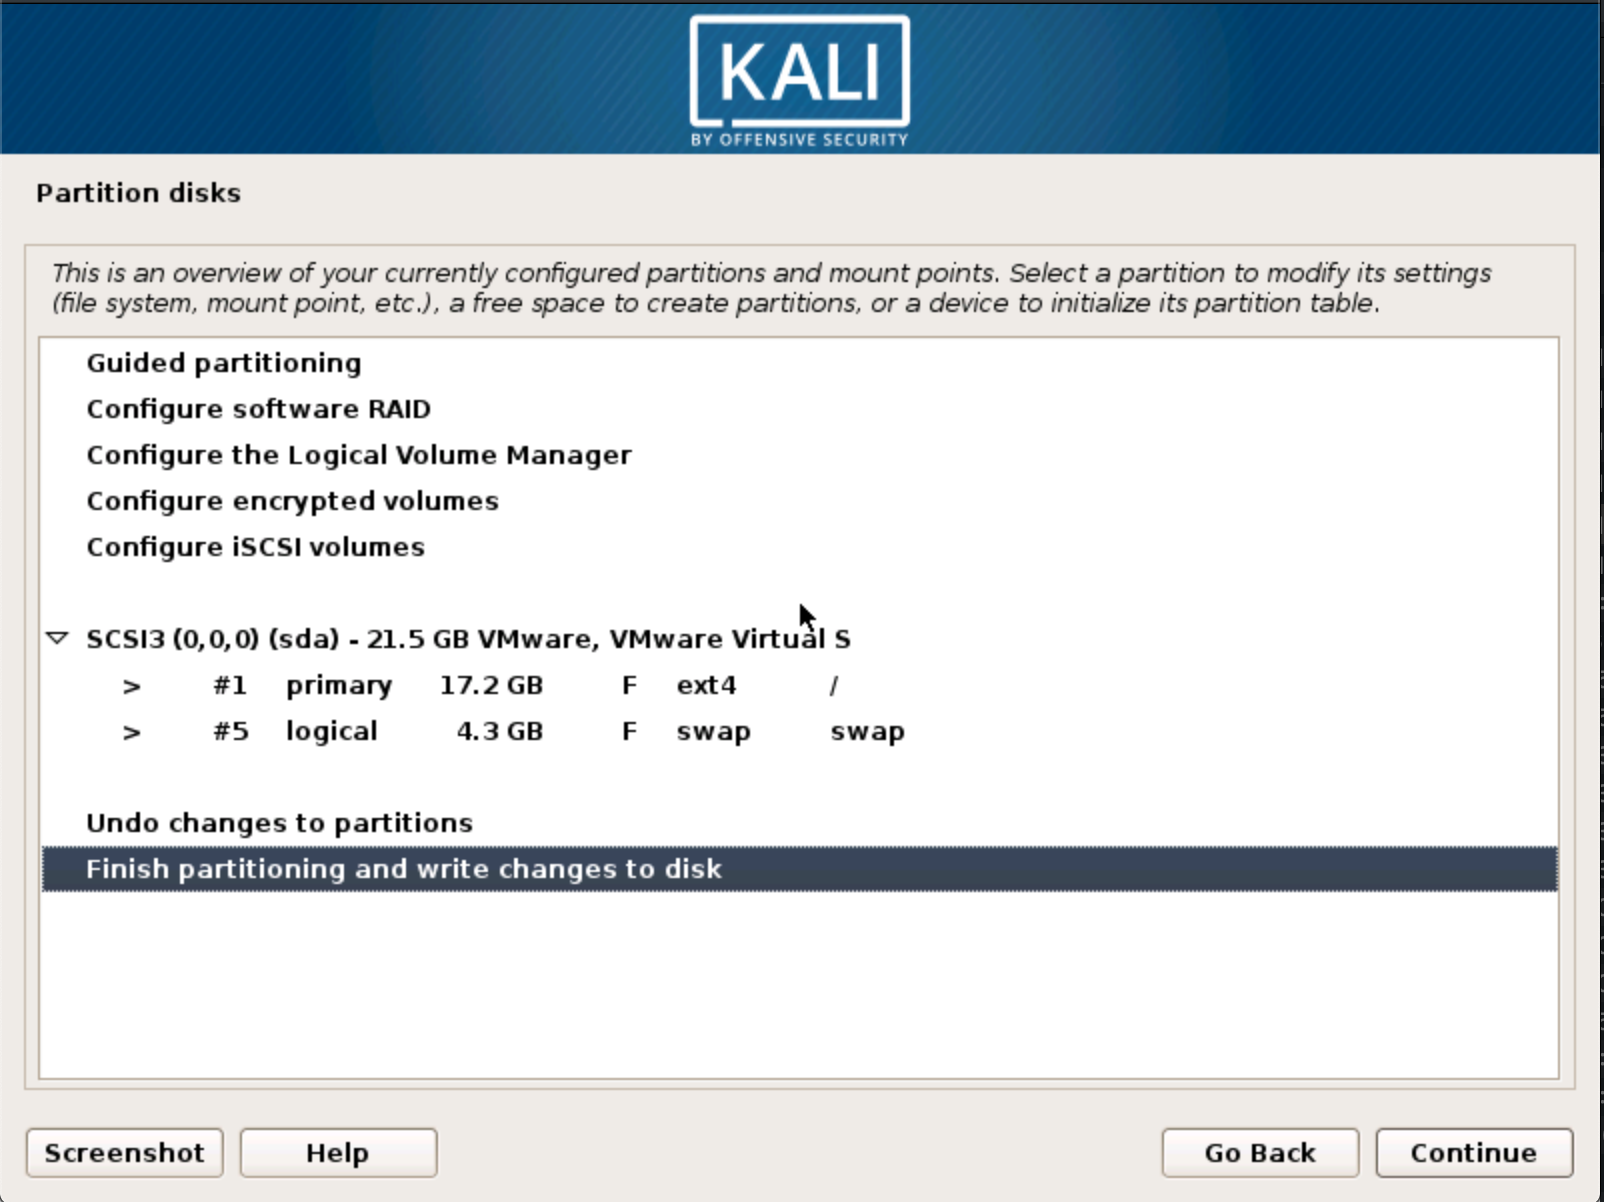 KALI
BY OFFENSIVE SECURITY
Partition disks
This is an overview of your currently configured partitions and mount points. Select a partition to modify its settings
(file system, mount point, etc.), a free space to create partitions, or a device to initialize its partition table.
Guided partitioning
Configure software RAID
Configure the Logical Volume Manager
Configure encrypted volumes
Configure iSCSI volumes
SCSI3 (0,0,0) (sda) - 21.5 GB VMware, VMware Virtual S
> #1 primary 17.2 GB F ext4 /
> #5 logical 4.3 GB F swap swap
Undo changes to partitions
Finish partitioning and write changes to disk
Screenshot Help Go Back Continue